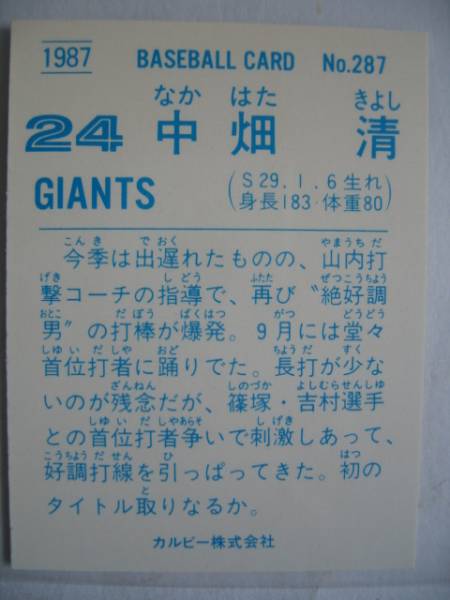 1987 BASEBALL CARD No.287
なか はた きよし
24 中畑 清
GIANTS (S29.1.6生れ
身長183・体重80)
こんき でおく やまうちだ
今季は出遅れたものの、山内打
げき しどう ふたた ぜっこうちょう
撃コーチの指導で、再び“絶好調
おとこ だぼう ばくはつ がつ どうどう
男”の打棒が爆発。9月には堂々
しゆいだしや おど ちようだ すく
首位打者に踊りでた。長打が少な
ざんねん しのづか よしむらせんしゆ
いのが残念だが、篠塚・吉村選手
しゆいだしやあらそ しげき
との首位打者争いで刺激しあって、
こうちようだせん ひ はつ
好調打線を引っぱってきた。初の
と
タイトル取りなるか。
カルビー株式会社